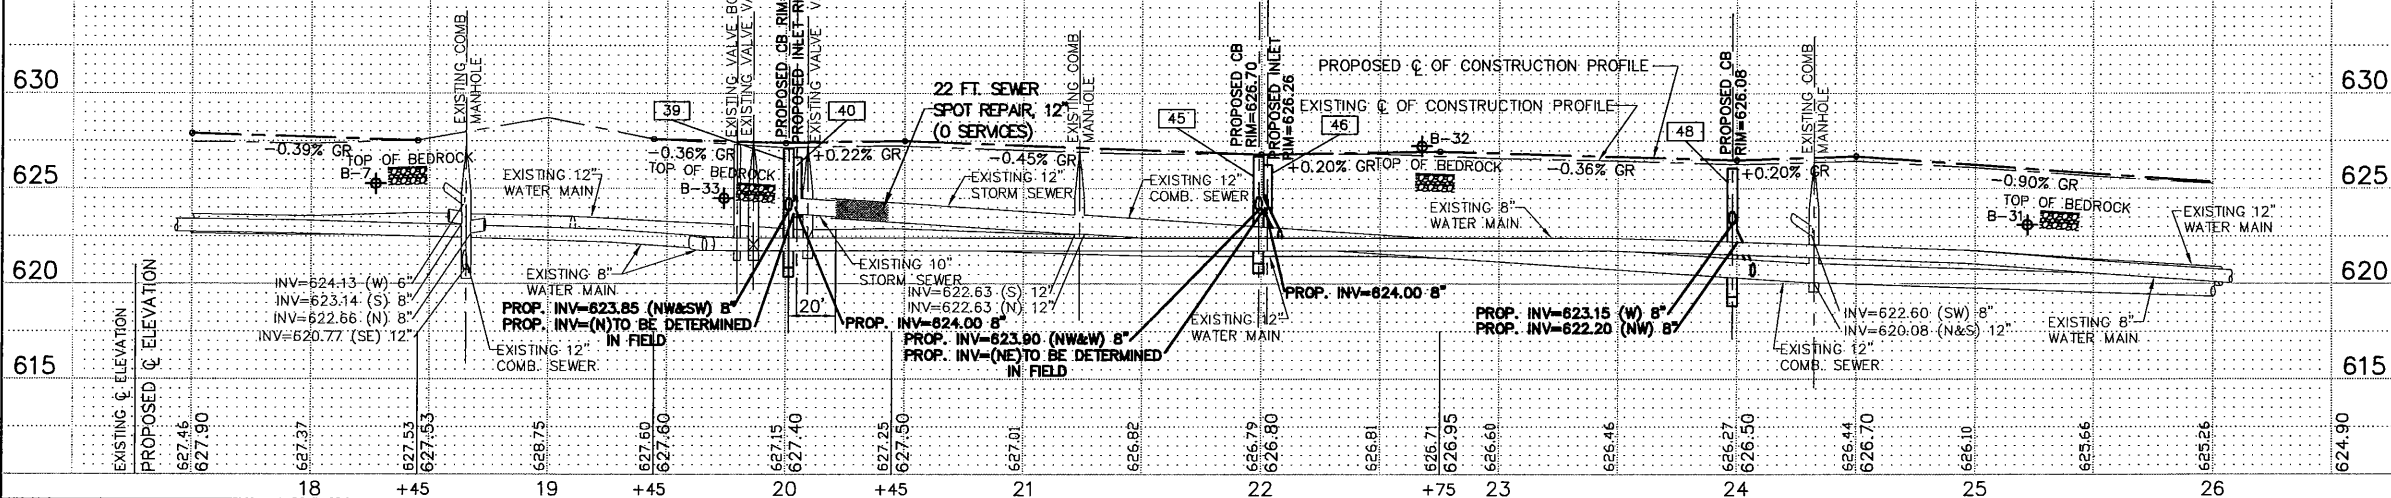 630
625
620
615
630
625
620
615
EXISTING COMB
MANHOLE
EXISTING VALVE
PROPOSED CB
PROPOSED INLET
EXISTING VALVE
39
40
22 FT. SEWER
SPOT REPAIR, 12"
(0 SERVICES)
EXISTING COMB
MANHOLE
PROPOSED CB
RIM=626.70
PROPOSED INLET
RIM=626.26
45
46
PROPOSED ℄ OF CONSTRUCTION PROFILE
EXISTING ℄ OF CONSTRUCTION PROFILE
B-32
48
PROPOSED CB
RIM=626.08
EXISTING COMB
MANHOLE
-0.39% GR
TOP OF BEDROCK
B-7
EXISTING 12"
WATER MAIN
-0.36% GR
TOP OF BEDROCK
B-33
+0.22% GR
-0.45% GR
EXISTING 12"
STORM SEWER
EXISTING 12"
COMB. SEWER
+0.20% GR
TOP OF BEDROCK
EXISTING 8"
WATER MAIN
-0.36% GR
+0.20% GR
-0.90% GR
TOP OF BEDROCK
B-31
EXISTING 12"
WATER MAIN
INV=624.13 (W) 6"
INV=623.14 (S) 8"
INV=622.66 (N) 8"
INV=620.77 (SE) 12"
EXISTING 12"
COMB. SEWER
EXISTING 8"
WATER MAIN
PROP. INV=623.85 (NW&SW) 8"
PROP. INV=(N)TO BE DETERMINED
IN FIELD
20'
EXISTING 10"
STORM SEWER
INV=622.63 (S) 12"
INV=622.63 (N) 12"
PROP. INV=624.00 8"
PROP. INV=623.90 (NW&W) 8"
PROP. INV=(NE)TO BE DETERMINED
IN FIELD
EXISTING 12"
WATER MAIN
PROP. INV=624.00 8"
PROP. INV=623.15 (W) 8"
PROP. INV=622.20 (NW) 8"
EXISTING 12"
COMB. SEWER
INV=622.60 (SW) 8"
INV=620.08 (N&S) 12"
EXISTING 8"
WATER MAIN
EXISTING ℄ ELEVATION
PROPOSED ℄ ELEVATION
627.46
627.90
627.37
627.53
627.53
628.75
627.60
627.60
627.15
627.40
627.25
627.50
627.01
626.82
626.79
626.80
626.81
626.71
626.95
626.60
626.46
626.27
626.50
626.44
626.70
626.10
625.66
625.26
624.90
18 +45 19 +45 20 +45 21 22 +75 23 24 25 26